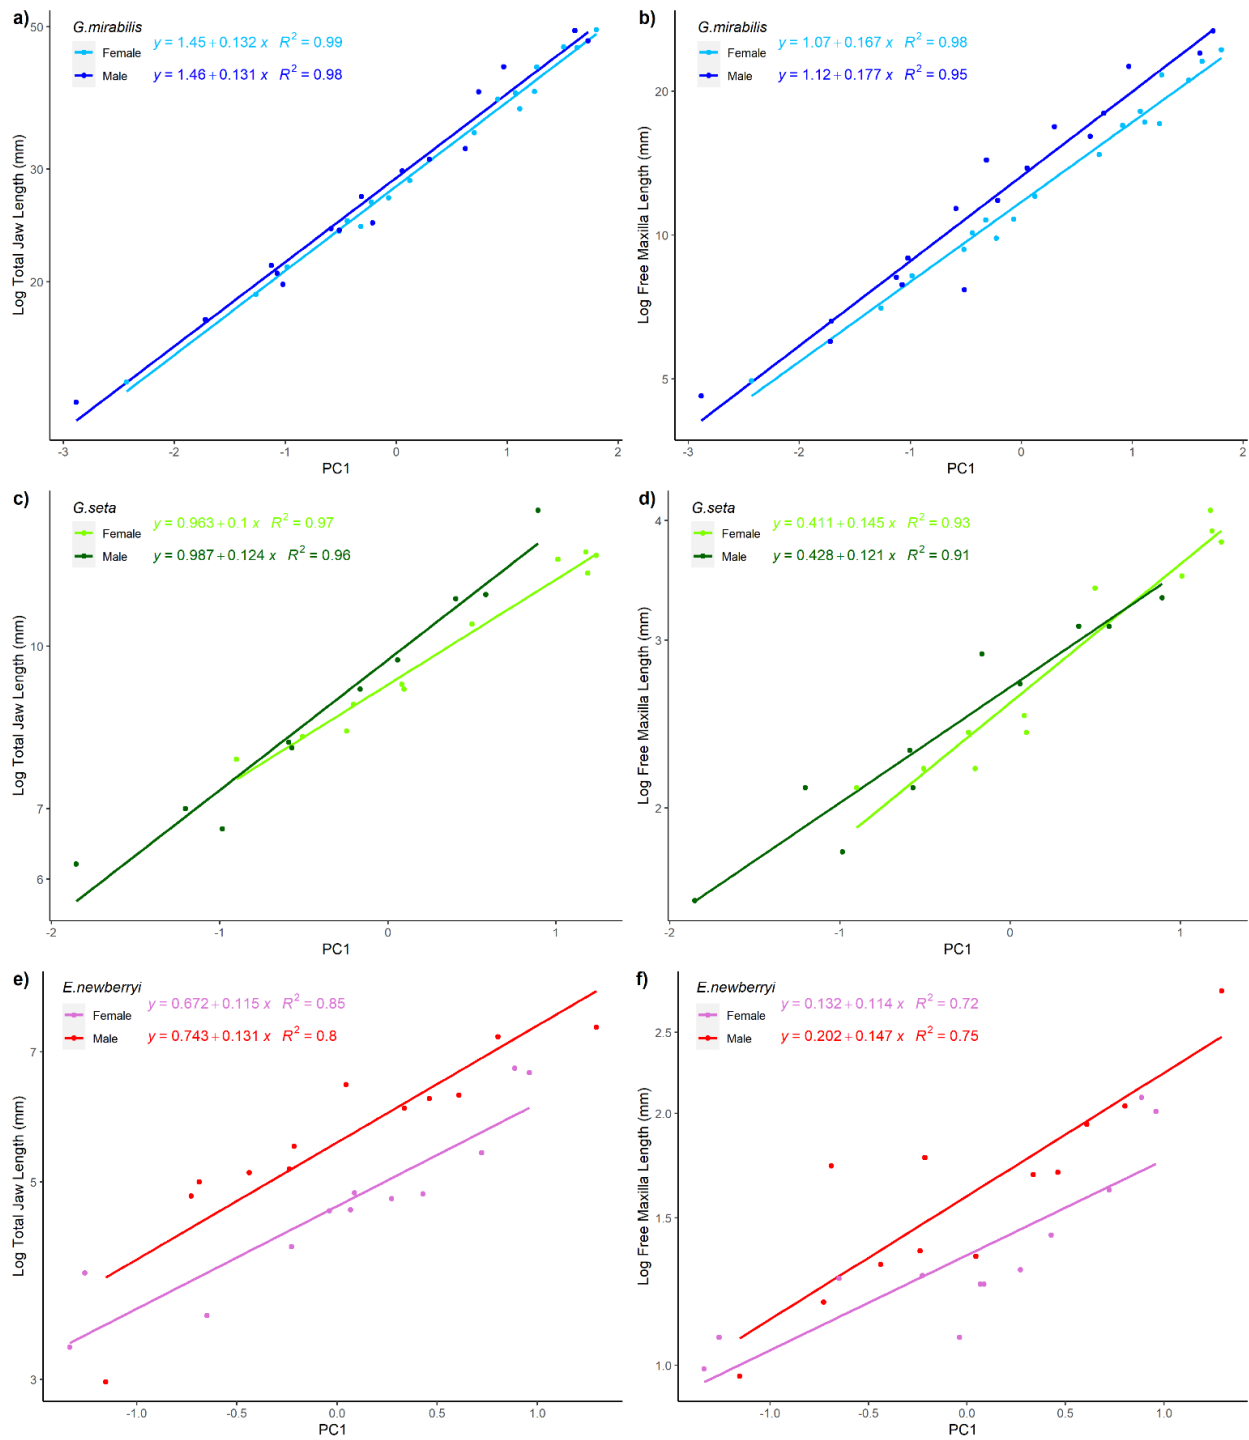 a)
G.mirabilis
Female y = 1.45 + 0.132 x R² = 0.99
Male y = 1.46 + 0.131 x R² = 0.98
Log Total Jaw Length (mm)
50
30
20
-3 -2 -1 0 1 2
PC1
b)
G.mirabilis
Female y = 1.07 + 0.167 x R² = 0.98
Male y = 1.12 + 0.177 x R² = 0.95
Log Free Maxilla Length (mm)
20
10
5
-3 -2 -1 0 1 2
PC1
c)
G.seta
Female y = 0.963 + 0.1 x R² = 0.97
Male y = 0.987 + 0.124 x R² = 0.96
Log Total Jaw Length (mm)
10
7
6
-2 -1 0 1
PC1
d)
G.seta
Female y = 0.411 + 0.145 x R² = 0.93
Male y = 0.428 + 0.121 x R² = 0.91
Log Free Maxilla Length (mm)
4
3
2
-2 -1 0 1
PC1
e)
E.newberryi
Female y = 0.672 + 0.115 x R² = 0.85
Male y = 0.743 + 0.131 x R² = 0.8
Log Total Jaw Length (mm)
7
5
3
-1.0 -0.5 0.0 0.5 1.0
PC1
f)
E.newberryi
Female y = 0.132 + 0.114 x R² = 0.72
Male y = 0.202 + 0.147 x R² = 0.75
Log Free Maxilla Length (mm)
2.5
2.0
1.5
1.0
-1.0 -0.5 0.0 0.5 1.0
PC1